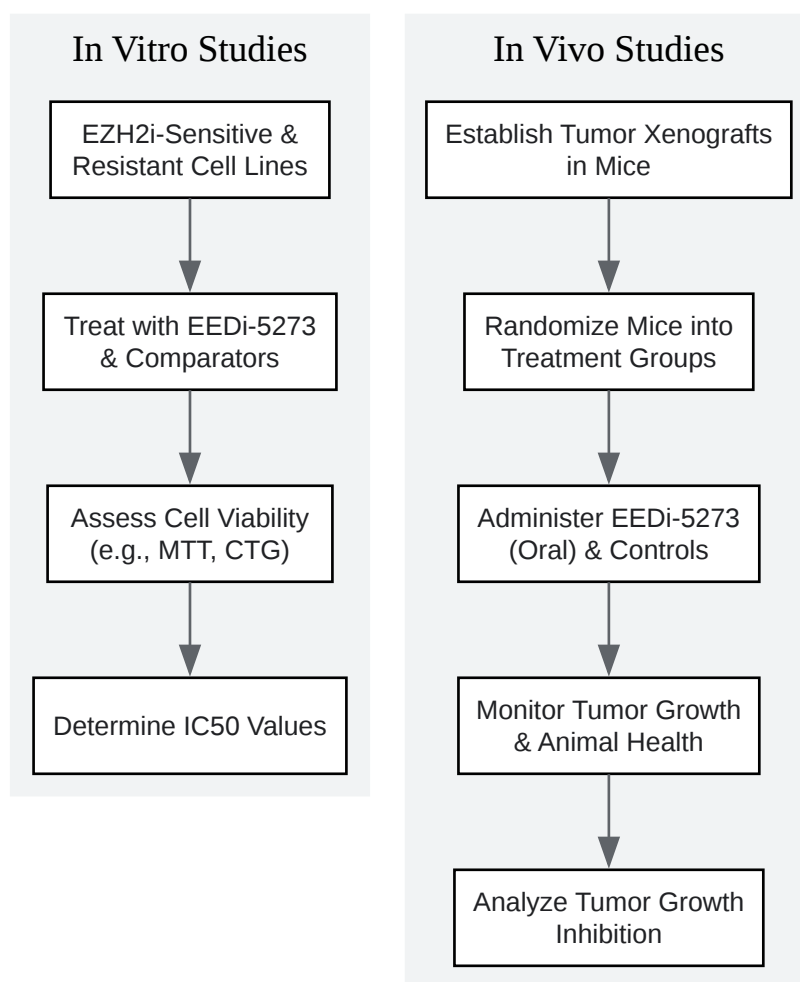 In Vitro Studies
EZH2i-Sensitive &
Resistant Cell Lines
Treat with EEDi-5273
& Comparators
Assess Cell Viability
(e.g., MTT, CTG)
Determine IC50 Values
In Vivo Studies
Establish Tumor Xenografts
in Mice
Randomize Mice into
Treatment Groups
Administer EEDi-5273
(Oral) & Controls
Monitor Tumor Growth
& Animal Health
Analyze Tumor Growth
Inhibition